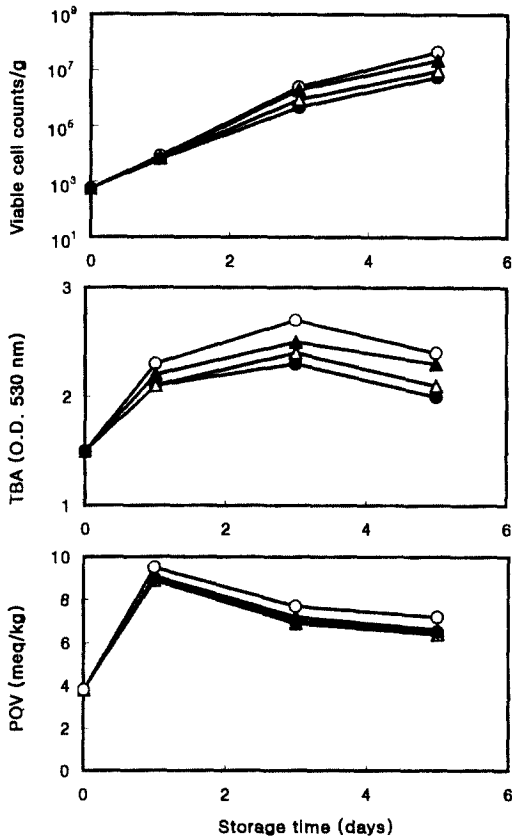 10⁹
10⁷
10⁵
10³
10¹
Viable cell counts/g
0 2 4 6
3
2
1
TBA (O.D. 530 nm)
0 2 4 6
10
8
6
4
2
0
PQV (meq/kg)
0 2 4 6
Storage time (days)